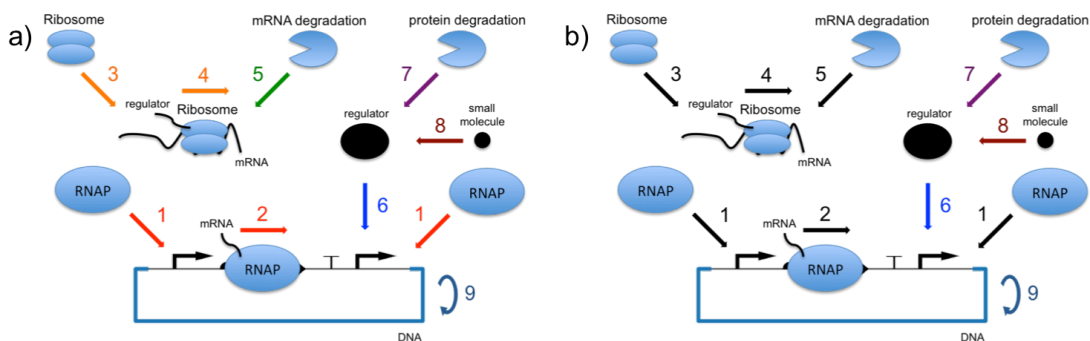 a)
Ribosome
mRNA degradation
protein degradation
3
4
5
7
regulator
Ribosome
regulator
8
small
molecule
mRNA
RNAP
RNAP
1
mRNA
2
6
1
RNAP
9
DNA
b)
Ribosome
mRNA degradation
protein degradation
3
4
5
7
regulator
Ribosome
regulator
8
small
molecule
mRNA
RNAP
RNAP
1
mRNA
2
6
1
RNAP
9
DNA